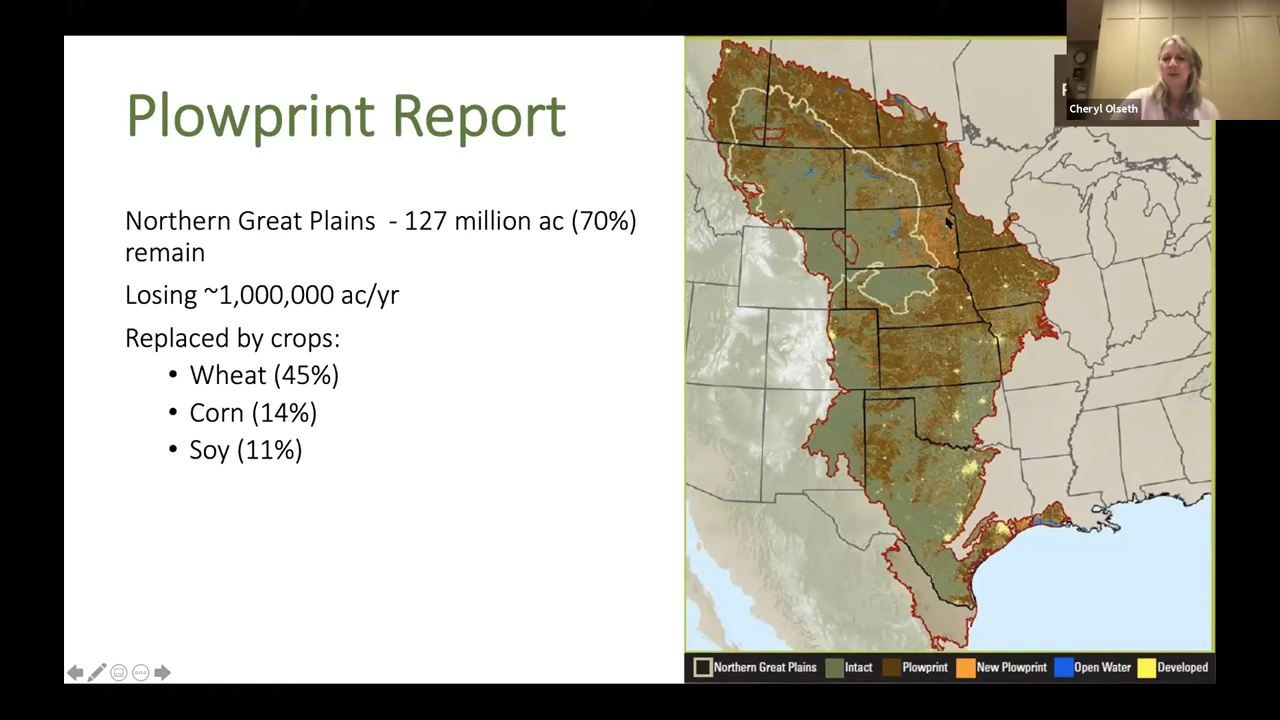 Plowprint Report
Northern Great Plains - 127 million ac (70%)
remain
Losing ~1,000,000 ac/yr
Replaced by crops:
• Wheat (45%)
• Corn (14%)
• Soy (11%)
Cheryl Olseth
Northern Great Plains
Intact
Plowprint
New Plowprint
Open Water
Developed